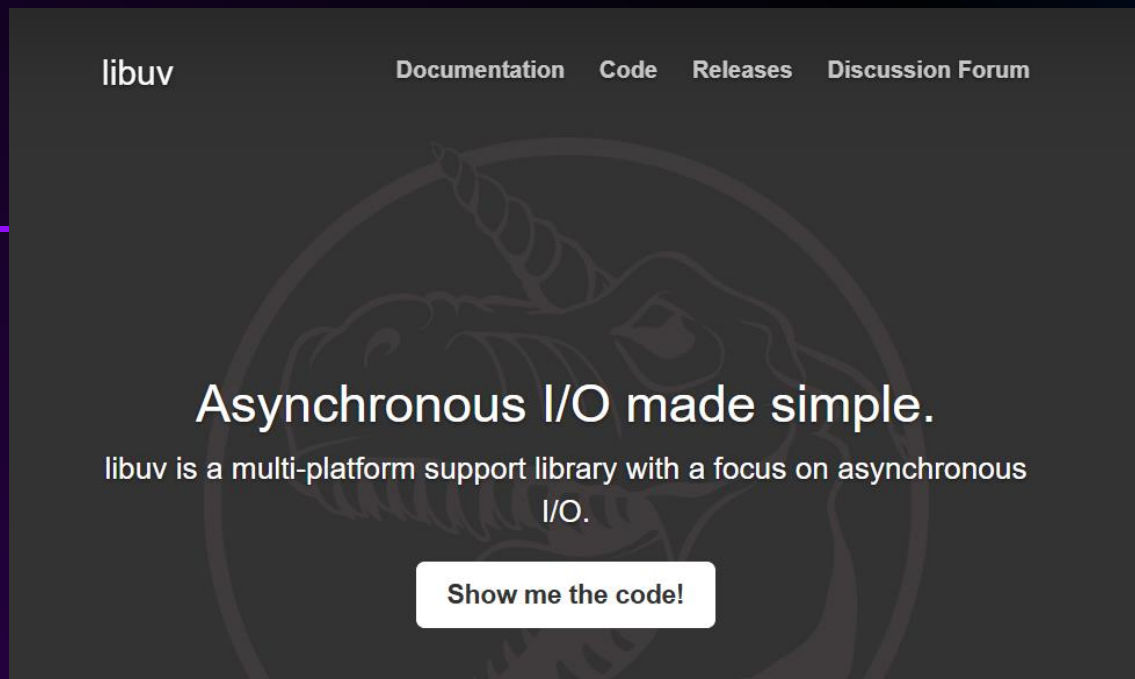 libuv
Documentation Code Releases Discussion Forum
Asynchronous I/O made simple.
libuv is a multi-platform support library with a focus on asynchronous
I/O.
Show me the code!